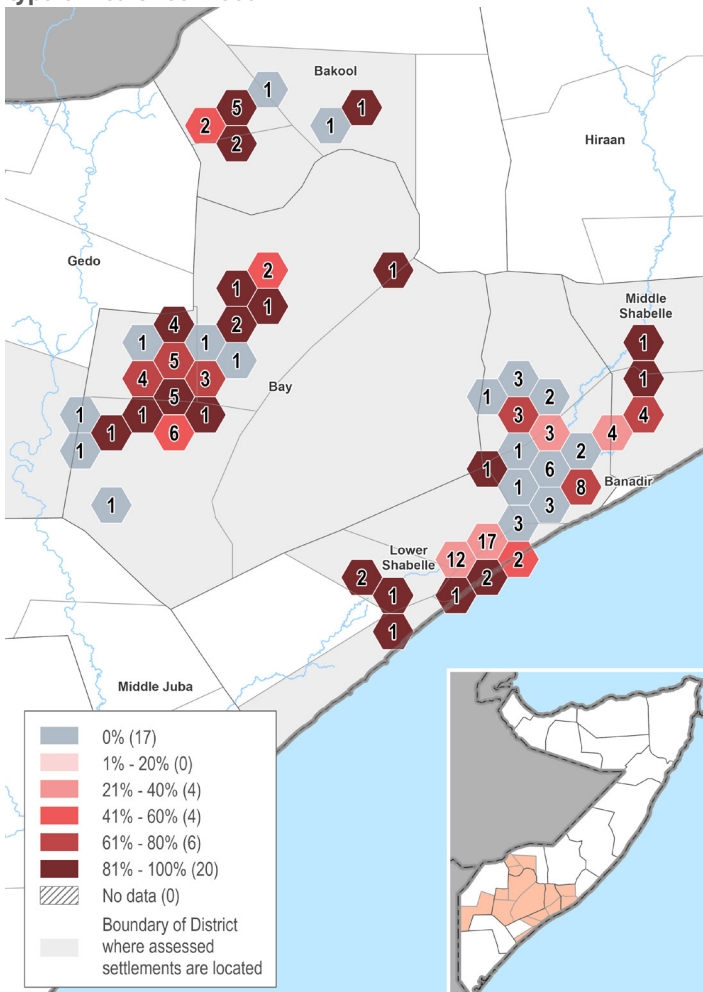 Bakool
1
5 1
2 1
2
Hiraan
Gedo
2 1
1
Middle
Shabelle
1
4 2
1 1 1
5 1
4 3 3 1
Bay
5 1 2
1 1 1 3 4
1 6 3 4
1 1 2
1 6
Banadir
1 8
1 3
3
17
Lower
Shabelle
12 2
2 2
1 1
1
Middle Juba
0% (17)
1% - 20% (0)
21% - 40% (4)
41% - 60% (4)
61% - 80% (6)
81% - 100% (20)
No data (0)
Boundary of District
where assessed
settlements are located